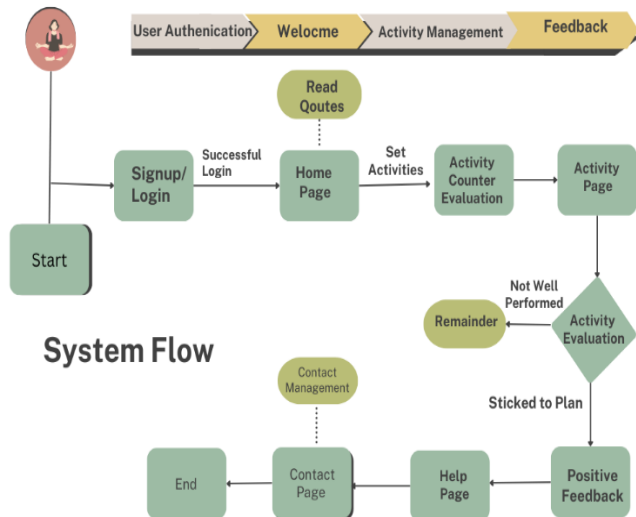 User Authenication
Welocme
Activity Management
Feedback
Read
Qoutes
Signup/
Login
Successful
Login
Home
Page
Set
Activities
Activity
Counter
Evaluation
Activity
Page
Start
Not Well
Performed
Remainder
Activity
Evaluation
System Flow
Contact
Management
Sticked to Plan
End
Contact
Page
Help
Page
Positive
Feedback